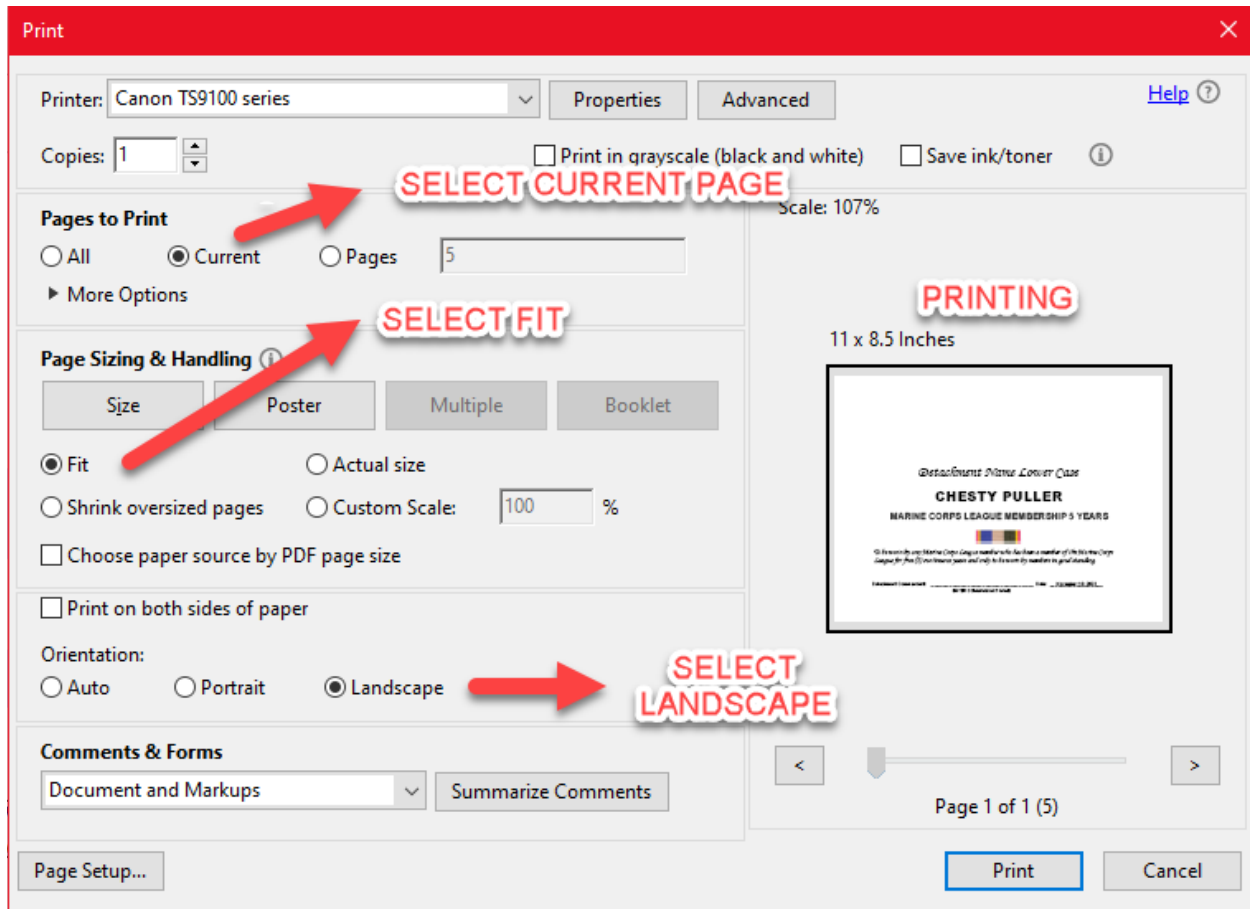 Print
Printer: Canon TS9100 series Properties Advanced Help
Copies: 1 Print in grayscale (black and white) Save ink/toner
SELECT CURRENT PAGE
Pages to Print
Scale: 107%
All Current Pages 5
More Options
PRINTING
SELECT FIT
11 x 8.5 Inches
Page Sizing & Handling
Size Poster Multiple Booklet
Fit Actual size
Shrink oversized pages Custom Scale: 100 %
Choose paper source by PDF page size
Detachment Name Lower Case
CHESTY PULLER
MARINE CORPS LEAGUE MEMBERSHIP 5 YEARS
Print on both sides of paper
Orientation:
Auto Portrait Landscape
SELECT
LANDSCAPE
Comments & Forms
Document and Markups Summarize Comments
< >
Page 1 of 1 (5)
Page Setup... Print Cancel